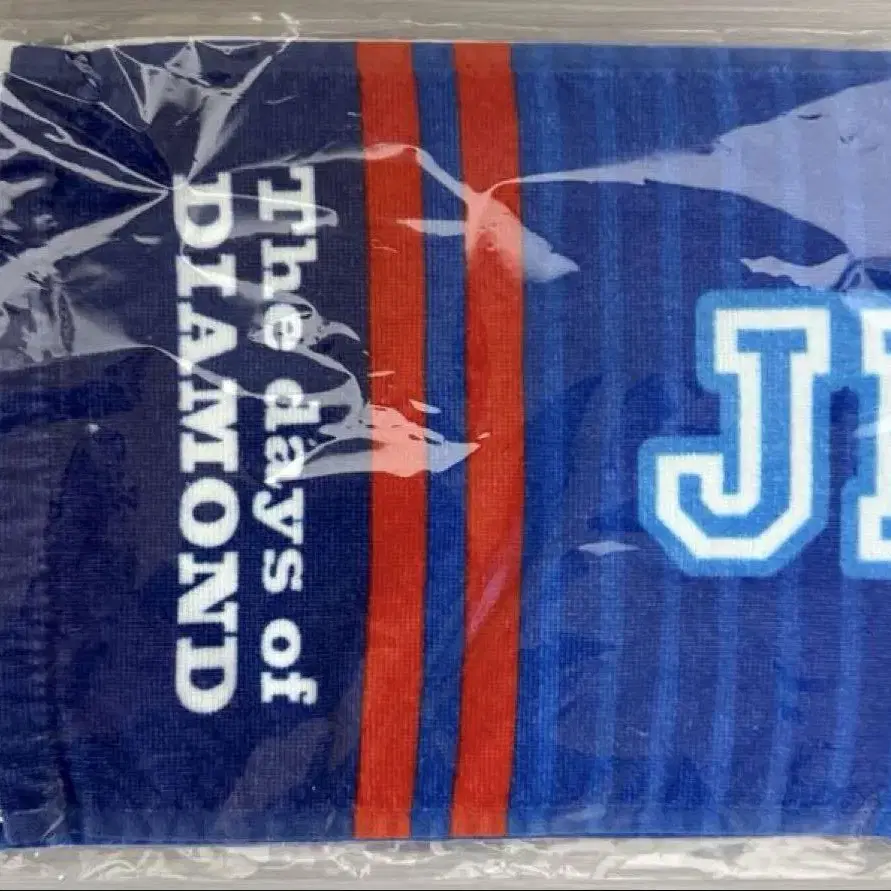 The days of
DIAMOND
J